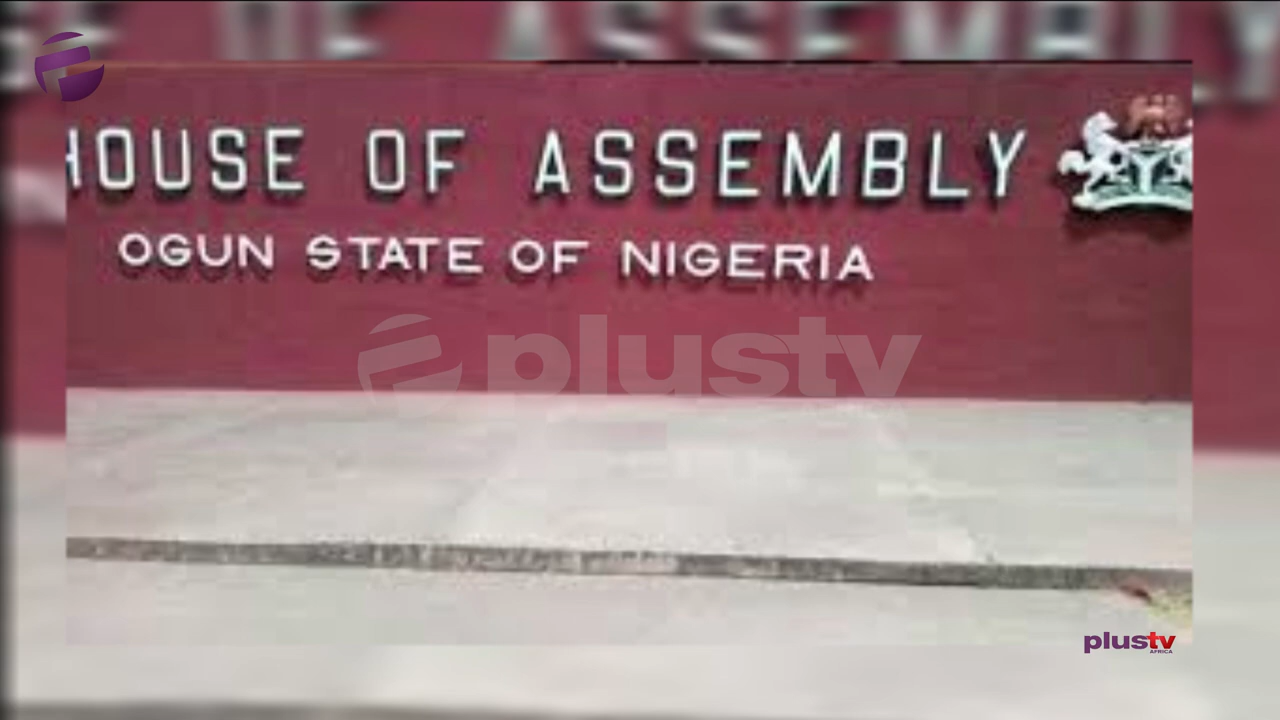 HOUSE OF ASSEMBLY
OGUN STATE OF NIGERIA
plustv
plustv
AFRICA